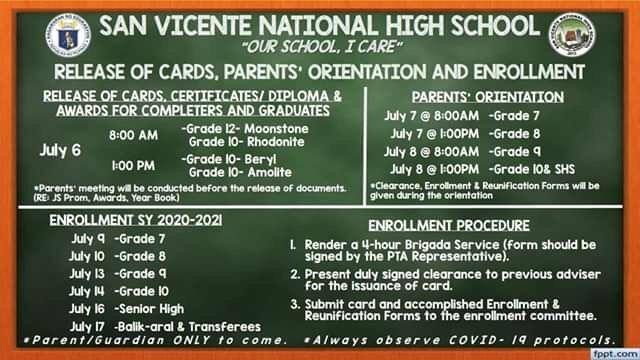 SAN VICENTE NATIONAL HIGH SCHOOL
"OUR SCHOOL, I CARE"
RELEASE OF CARDS, PARENTS' ORIENTATION AND ENROLLMENT
RELEASE OF CARDS, CERTIFICATES/ DIPLOMA &
AWARDS FOR COMPLETERS AND GRADUATES
July 6
8:00 AM
-Grade 12- Moonstone
Grade 10- Rhodonite
1:00 PM
-Grade 10- Beryl
Grade 10- Amolite
*Parents' meeting will be conducted before the release of documents.
(RE: JS Prom, Awards, Year Book)
PARENTS' ORIENTATION
July 7 @ 8:00AM -Grade 7
July 7 @ 1:00PM -Grade 8
July 8 @ 8:00AM -Grade 9
July 8 @ 1:00PM -Grade 10& SHS
*Clearance, Enrollment & Reunification Forms will be
given during the orientation
ENROLLMENT SY 2020-2021
July 9 -Grade 7
July 10 -Grade 8
July 13 -Grade 9
July 14 -Grade 10
July 16 -Senior High
July 17 -Balik-aral & Transferees
ENROLLMENT PROCEDURE
1. Render a 4-hour Brigada Service (form should be
signed by the PTA Representative).
2. Present duly signed clearance to previous adviser
for the issuance of card.
3. Submit card and accomplished Enrollment &
Reunification Forms to the enrollment committee.
*Parent/Guardian ONLY to come. *Always observe COVID- 19 protocols.
fppt.com